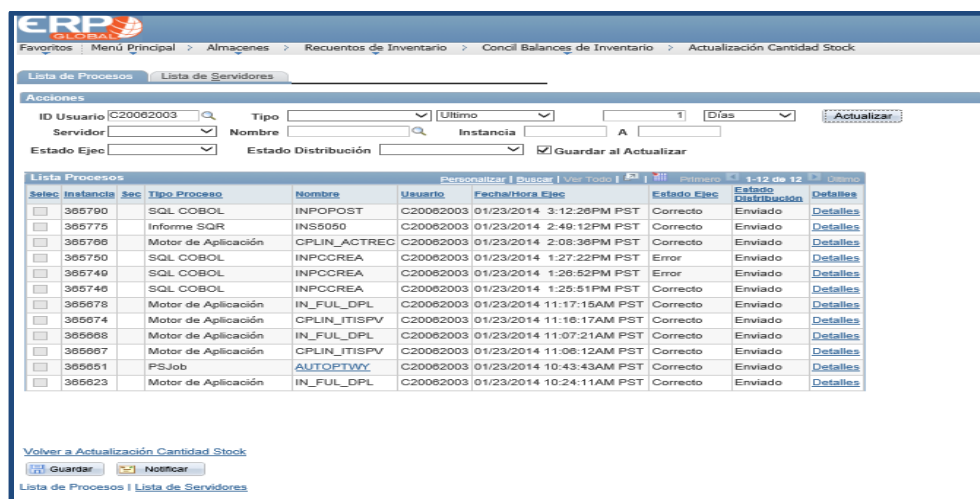 ERP
GLOBAL
Favoritos Menú Principal > Almacenes > Recuentos de Inventario > Concil Balances de Inventario > Actualización Cantidad Stock
Lista de Procesos Lista de Servidores
Acciones
ID Usuario C20062003 Tipo Ultimo 1 Días Actualizar
Servidor Nombre Instancia A
Estado Ejec Estado Distribución Guardar al Actualizar
Lista Procesos Personalizar | Buscar | Ver Todo | | Primero 1-12 de 12 Último
Selec Instancia Sec Tipo Proceso Nombre Usuario Fecha/Hora Ejec Estado Ejec Estado Distribución Detalles
365790 SQL COBOL INPOPOST C20062003 01/23/2014 3:12:26PM PST Correcto Enviado Detalles
365775 Informe SQR INS5050 C20062003 01/23/2014 2:49:12PM PST Correcto Enviado Detalles
365766 Motor de Aplicación CPLIN_ACTREC C20062003 01/23/2014 2:08:36PM PST Correcto Enviado Detalles
365750 SQL COBOL INPCCREA C20062003 01/23/2014 1:27:22PM PST Error Enviado Detalles
365749 SQL COBOL INPCCREA C20062003 01/23/2014 1:26:52PM PST Error Enviado Detalles
365746 SQL COBOL INPCCREA C20062003 01/23/2014 1:25:51PM PST Correcto Enviado Detalles
365678 Motor de Aplicación IN_FUL_DPL C20062003 01/23/2014 11:17:15AM PST Correcto Enviado Detalles
365674 Motor de Aplicación CPLIN_ITISPV C20062003 01/23/2014 11:16:17AM PST Correcto Enviado Detalles
365668 Motor de Aplicación IN_FUL_DPL C20062003 01/23/2014 11:07:21AM PST Correcto Enviado Detalles
365667 Motor de Aplicación CPLIN_ITISPV C20062003 01/23/2014 11:06:12AM PST Correcto Enviado Detalles
365651 PSJob AUTOPTWY C20062003 01/23/2014 10:43:43AM PST Correcto Enviado Detalles
365623 Motor de Aplicación IN_FUL_DPL C20062003 01/23/2014 10:24:11AM PST Correcto Enviado Detalles
Volver a Actualización Cantidad Stock
Guardar Notificar
Lista de Procesos | Lista de Servidores